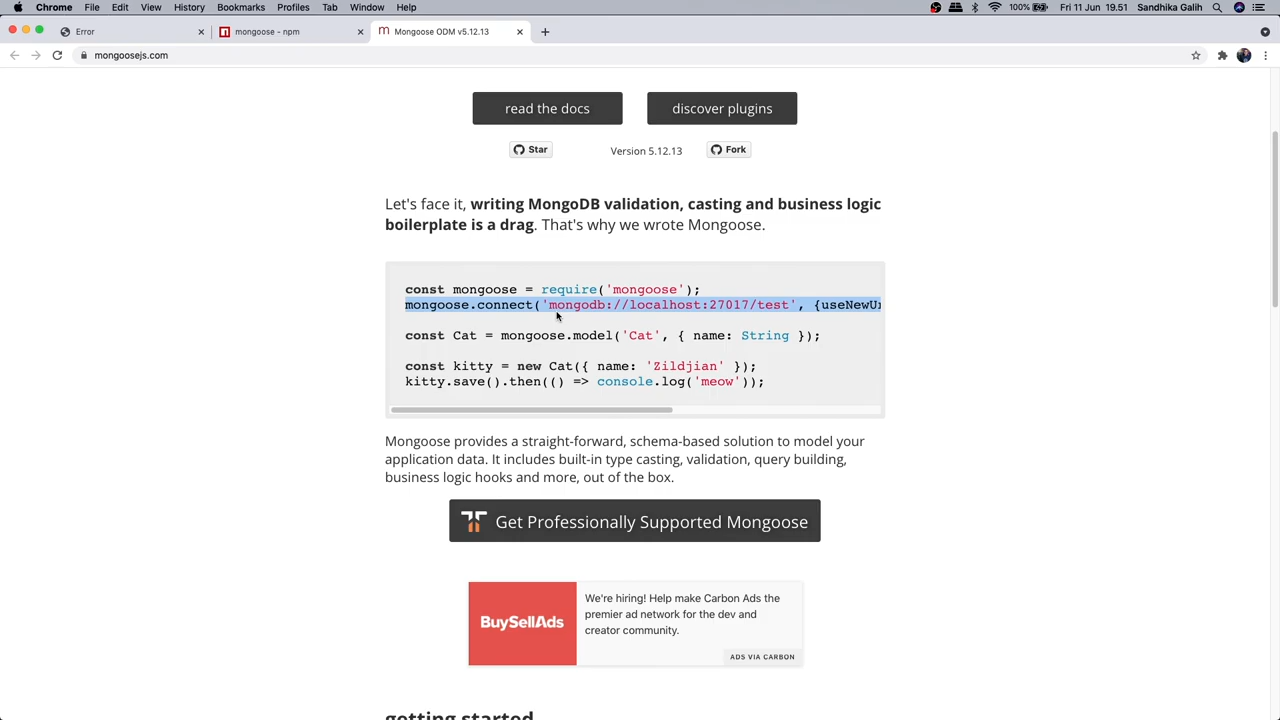 Chrome File Edit View History Bookmarks Profiles Tab Window Help 100% Fri 11 Jun 19.51 Sandhika Galih
Error mongoose - npm Mongoose ODM v5.12.13
mongoosejs.com
read the docs discover plugins
Star Version 5.12.13 Fork
Let's face it, writing MongoDB validation, casting and business logic
boilerplate is a drag. That's why we wrote Mongoose.
const mongoose = require('mongoose');
mongoose.connect('mongodb://localhost:27017/test', {useNewUr
const Cat = mongoose.model('Cat', { name: String });
const kitty = new Cat({ name: 'Zildjian' });
kitty.save().then(() => console.log('meow'));
Mongoose provides a straight-forward, schema-based solution to model your
application data. It includes built-in type casting, validation, query building,
business logic hooks and more, out of the box.
Get Professionally Supported Mongoose
BuySellAds
We're hiring! Help make Carbon Ads the
premier ad network for the dev and
creator community.
ADS VIA CARBON
getting started